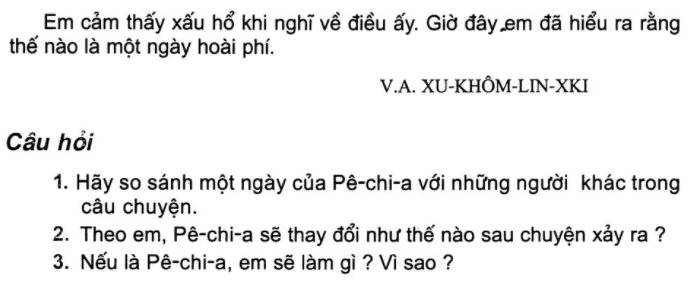 Em cảm thấy xấu hổ khi nghĩ về điều ấy. Giờ đây em đã hiểu ra rằng
thế nào là một ngày hoài phí.
V.A. XU-KHÔM-LIN-XKI
Câu hỏi
1. Hãy so sánh một ngày của Pê-chi-a với những người khác trong
câu chuyện.
2. Theo em, Pê-chi-a sẽ thay đổi như thế nào sau chuyện xảy ra ?
3. Nếu là Pê-chi-a, em sẽ làm gì ? Vì sao ?